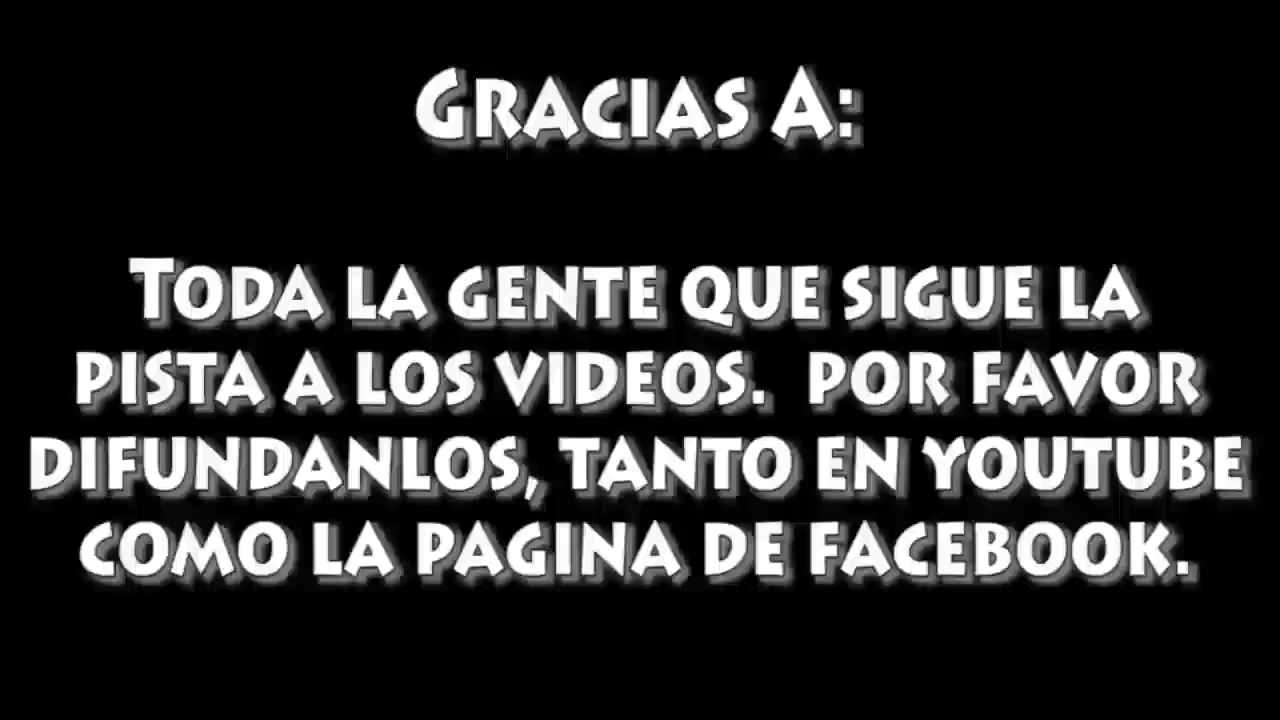 GRACIAS A:
TODA LA GENTE QUE SIGUE LA
PISTA A LOS VIDEOS. POR FAVOR
DIFUNDANLOS, TANTO EN YOUTUBE
COMO LA PAGINA DE FACEBOOK.